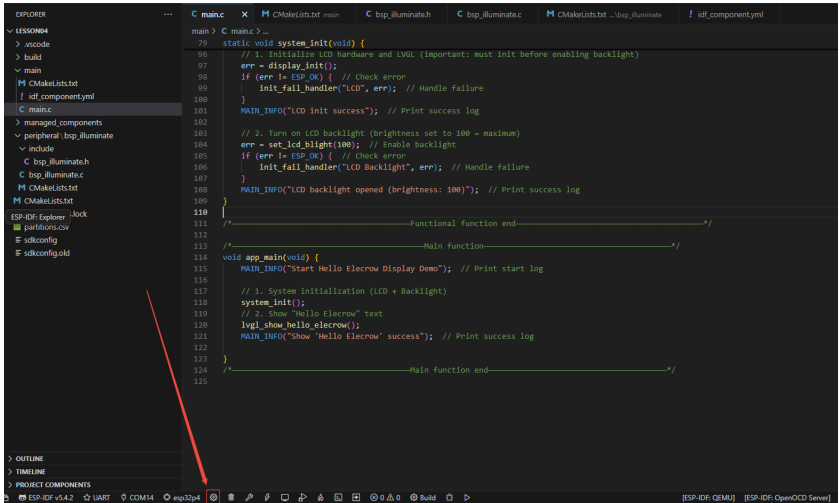 EXPLORER
LESSON04
.vscode
build
main
CMakeLists.txt
idf_component.yml
main.c
managed_components
peripheral \ bsp_illuminate
include
bsp_illuminate.h
bsp_illuminate.c
CMakeLists.txt
CMakeLists.txt
ESP-IDF: Explorer .lock
partitions.csv
sdkconfig
sdkconfig.old
OUTLINE
TIMELINE
PROJECT COMPONENTS
main.c X CMakeLists.txt main bsp_illuminate.h bsp_illuminate.c CMakeLists.txt ...\bsp_illuminate idf_component.yml
main > C main.c > ...
79 static void system_init(void) {
96 // 1. Initialize LCD hardware and LVGL (important: must init before enabling backlight)
97 err = display_init();
98 if (err != ESP_OK) { // Check error
99 init_fail_handler("LCD", err); // Handle failure
100 }
101 MAIN_INFO("LCD init success"); // Print success log
102
103 // 2. Turn on LCD backlight (brightness set to 100 = maximum)
104 err = set_lcd_blight(100); // Enable backlight
105 if (err != ESP_OK) { // Check error
106 init_fail_handler("LCD Backlight", err); // Handle failure
107 }
108 MAIN_INFO("LCD backlight opened (brightness: 100)"); // Print success log
109 }
110
111 /*————Functional function end————*/
112
113 /*————Main function————*/
114 void app_main(void) {
115 MAIN_INFO("Start Hello Elecrow Display Demo"); // Print start log
116
117 // 1. System initialization (LCD + Backlight)
118 system_init();
119 // 2. Show "Hello Elecrow" text
120 lvgl_show_hello_elecrow();
121 MAIN_INFO("Show 'Hello Elecrow' success"); // Print success log
122
123 }
124 /*————Main function end————*/
125
ESP-IDF v5.4.2 UART COM14 esp32p4 0 0 Build [ESP-IDF: QEMU] [ESP-IDF: OpenOCD Server]